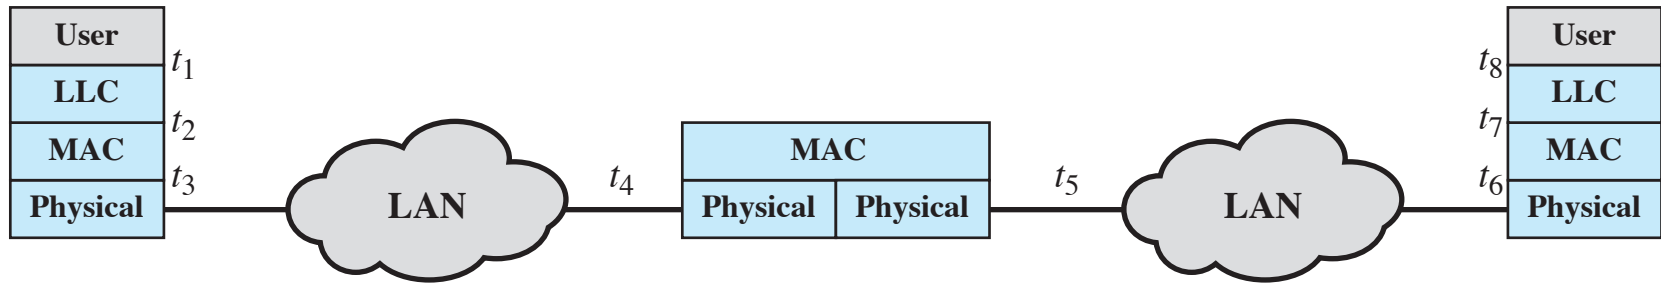 User
t1
LLC
t2
MAC
t3
Physical
LAN
t4
MAC
Physical Physical
t5
LAN
User
t8
LLC
t7
MAC
t6
Physical